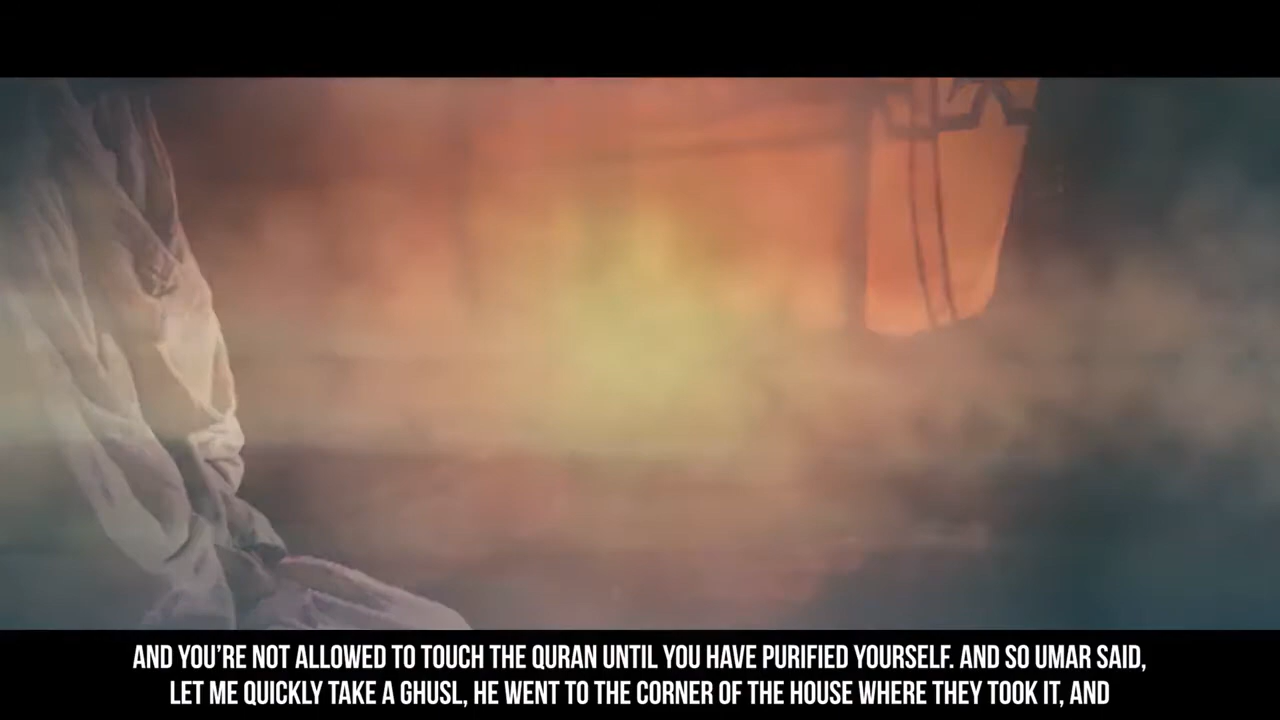 AND YOU’RE NOT ALLOWED TO TOUCH THE QURAN UNTIL YOU HAVE PURIFIED YOURSELF. AND SO UMAR SAID,
LET ME QUICKLY TAKE A GHUSL, HE WENT TO THE CORNER OF THE HOUSE WHERE THEY TOOK IT, AND